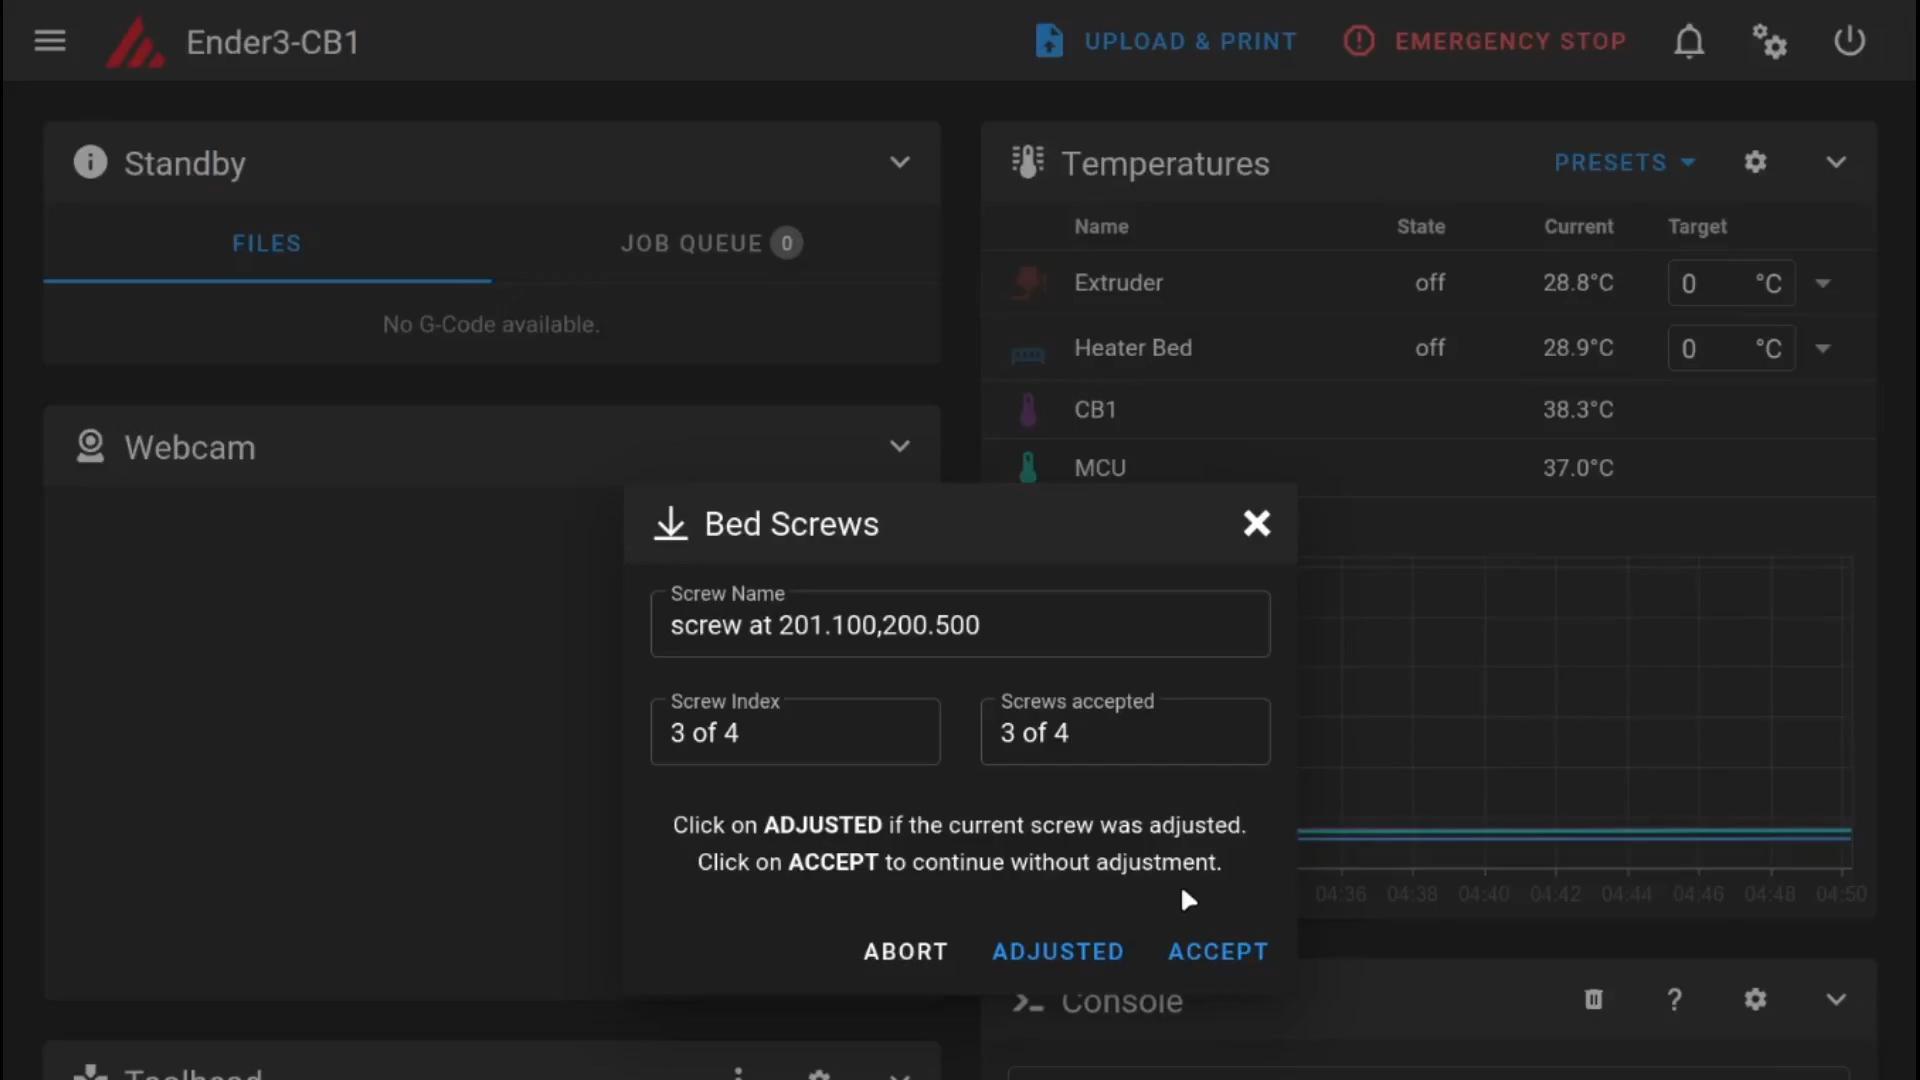 Ender3-CB1
UPLOAD & PRINT
EMERGENCY STOP
Standby
FILES
JOB QUEUE 0
No G-Code available.
Webcam
Temperatures
PRESETS
Name State Current Target
Extruder off 28.8°C 0 °C
Heater Bed off 28.9°C 0 °C
CB1 38.3°C
MCU 37.0°C
Bed Screws
Screw Name
screw at 201.100,200.500
Screw Index
3 of 4
Screws accepted
3 of 4
Click on ADJUSTED if the current screw was adjusted.
Click on ACCEPT to continue without adjustment.
ABORT ADJUSTED ACCEPT
04:36 04:38 04:40 04:42 04:44 04:46 04:48 04:50
Console
Toolhead